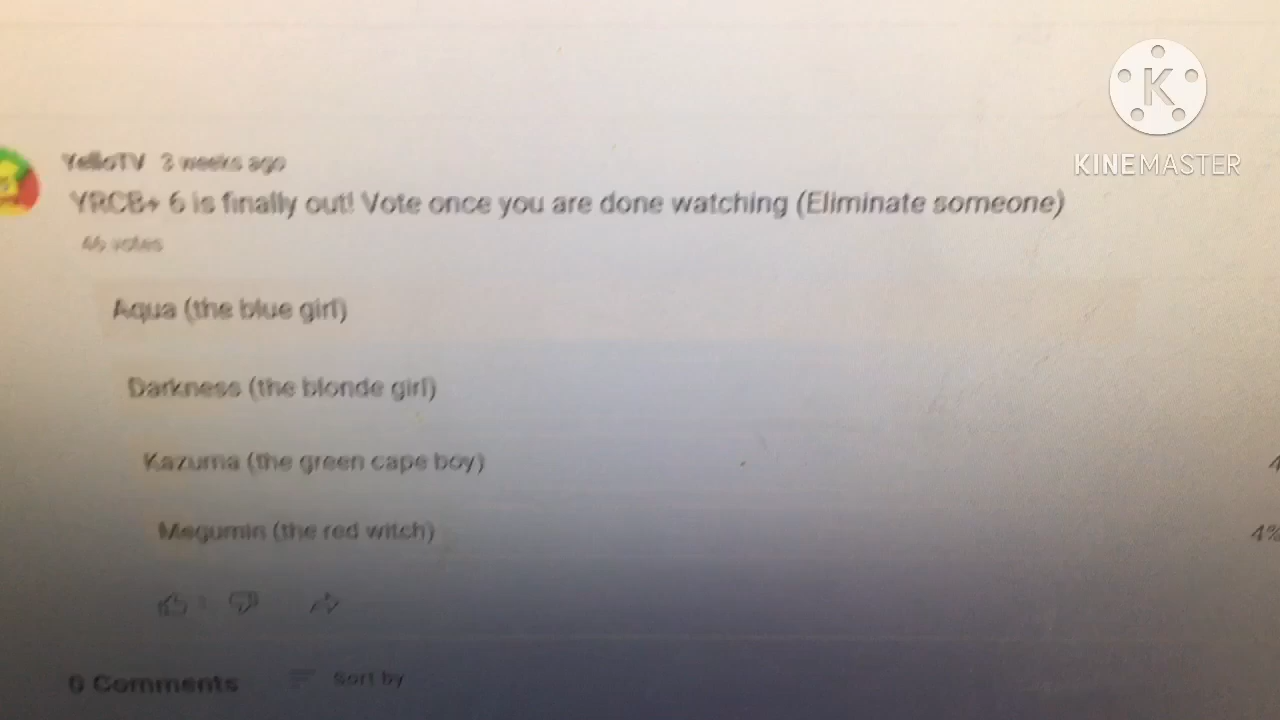 YelloTV 3 weeks ago
YRCB+ 6 is finally out! Vote once you are done watching (Eliminate someone)
votes
Aqua (the blue girl)
Darkness (the blonde girl)
Kazuma (the green cape boy)
4
Megumin (the red witch)
4%
0 Comments Sort by
K
KINEMASTER